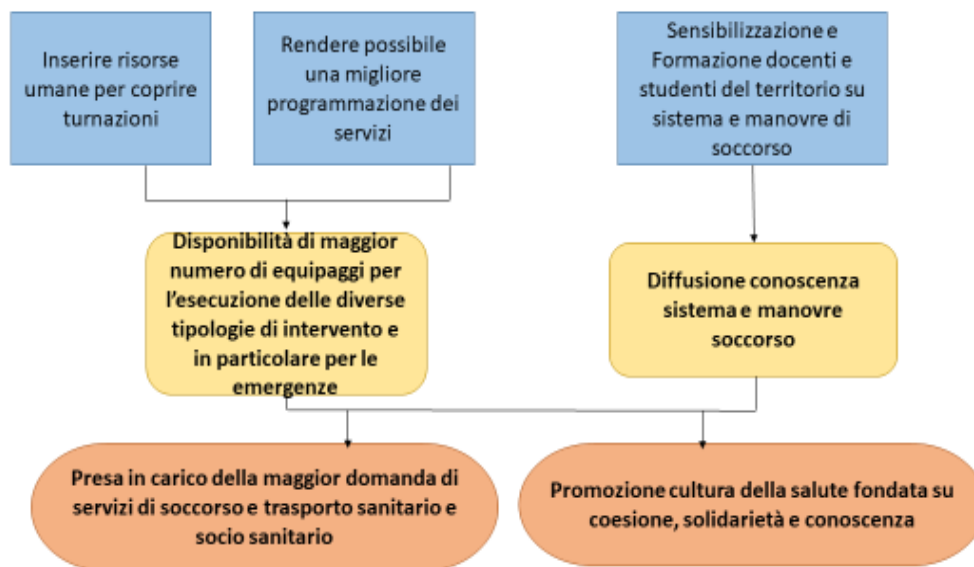 Inserire risorse
umane per coprire
turnazioni
Rendere possibile
una migliore
programmazione dei
servizi
Sensibilizzazione e
Formazione docenti e
studenti del territorio su
sistema e manovre di
soccorso
Disponibilità di maggior
numero di equipaggi per
l'esecuzione delle diverse
tipologie di intervento e
in particolare per le
emergenze
Diffusione conoscenza
sistema e manovre
soccorso
Presa in carico della maggior domanda di
servizi di soccorso e trasporto sanitario e
socio sanitario
Promozione cultura della salute fondata su
coesione, solidarietà e conoscenza